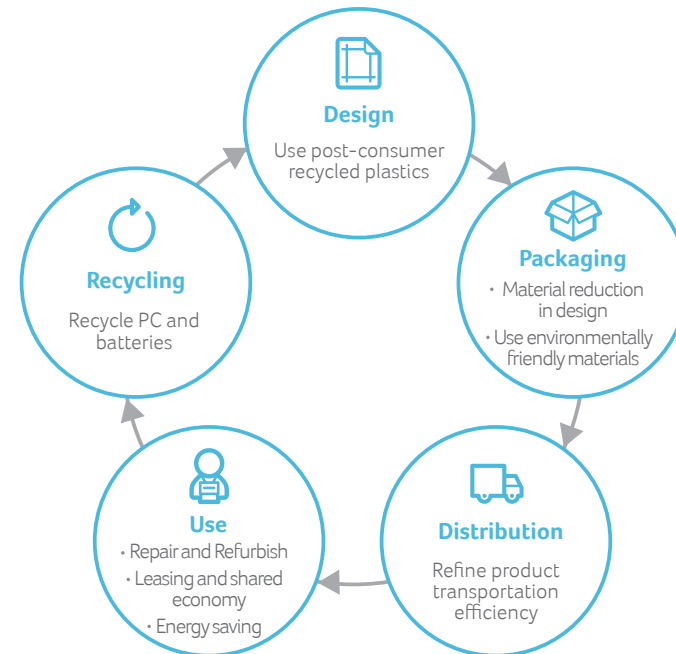 Design
Use post-consumer
recycled plastics
Packaging
• Material reduction
in design
• Use environmentally
friendly materials
Distribution
Refine product
transportation
efficiency
Use
• Repair and Refurbish
• Leasing and shared
economy
• Energy saving
Recycling
Recycle PC and
batteries